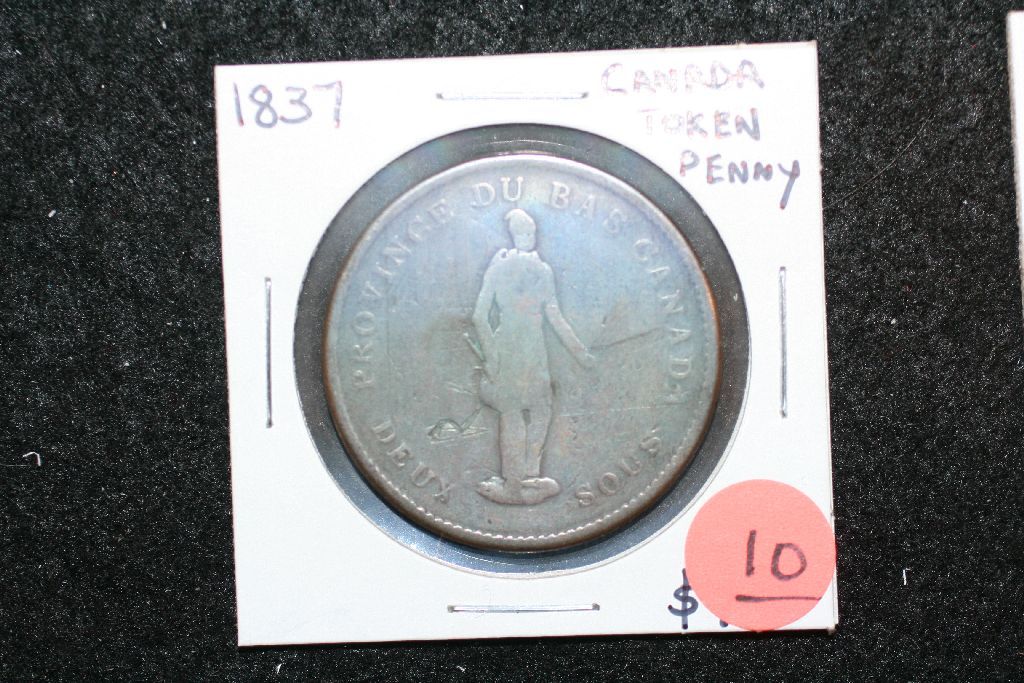 1837
CANADA
TOKEN
PENNY
PROVINCE DU BAS CANADA
DEUX SOUS
10
$